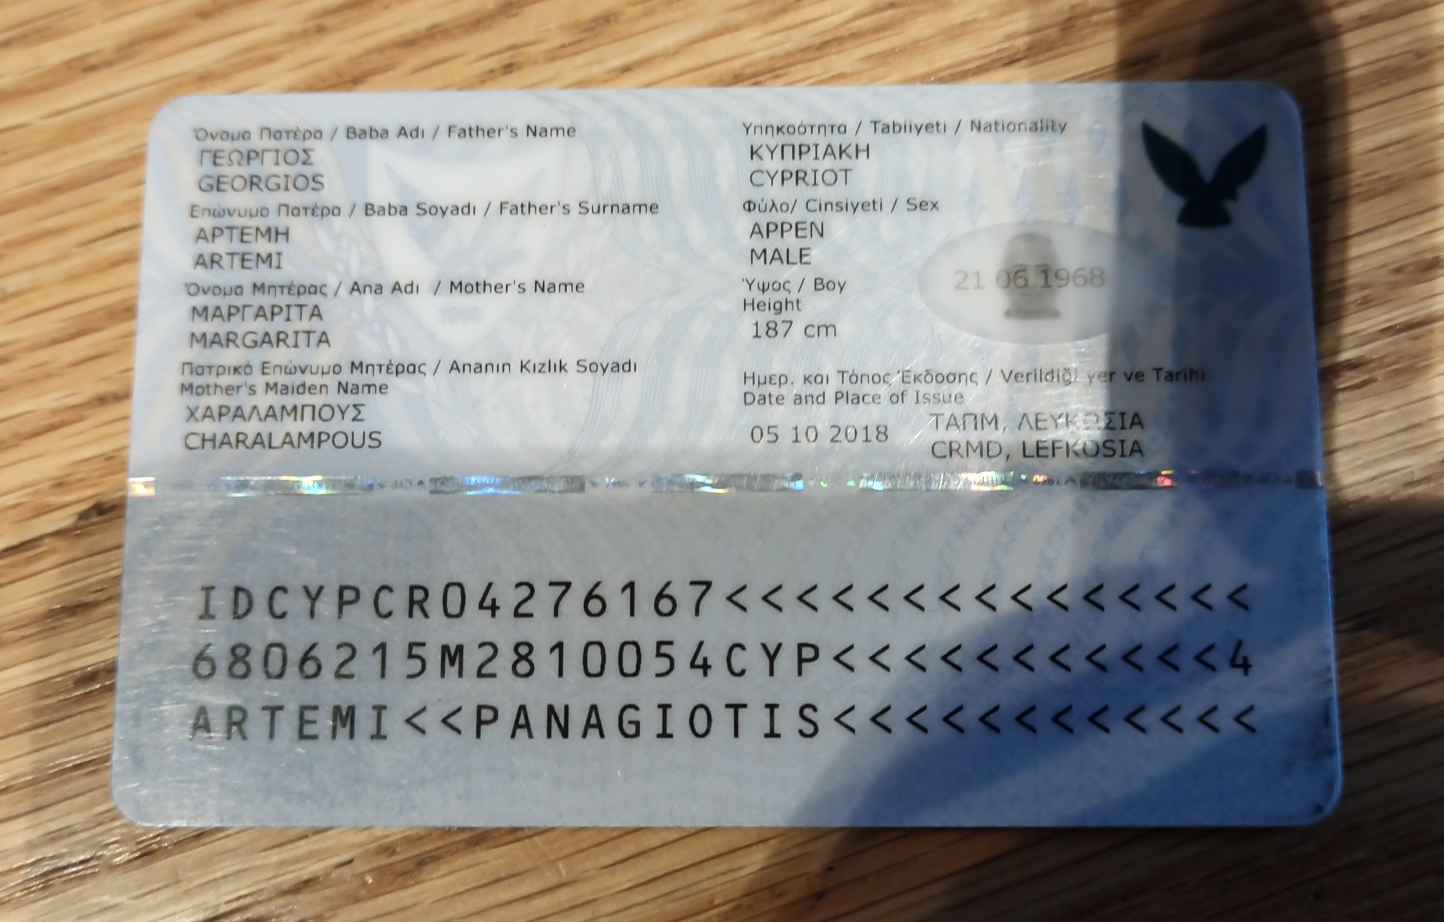 Όνομα Πατέρα / Baba Adı / Father's Name
ΓΕΩΡΓΙΟΣ
GEORGIOS
Επώνυμο Πατέρα / Baba Soyadı / Father's Surname
ΑΡΤΕΜΗ
ARTEMI
Όνομα Μητέρας / Ana Adı / Mother's Name
ΜΑΡΓΑΡΙΤΑ
MARGARITA
Πατρικό Επώνυμο Μητέρας / Ananın Kızlık Soyadı
Mother's Maiden Name
ΧΑΡΑΛΑΜΠΟΥΣ
CHARALAMPOUS
Υπηκοότητα / Tabiiyeti / Nationality
ΚΥΠΡΙΑΚΗ
CYPRIOT
Φύλο/ Cinsiyeti / Sex
ΑΡΡΕΝ
MALE
Ύψος / Boy
Height
187 cm
21 06 1968
Ημερ. και Τόπος Έκδοσης / Verildiği yer ve Tarihi
Date and Place of Issue
05 10 2018 ΤΑΠΜ, ΛΕΥΚΩΣΙΑ
CRMD, LEFKOSIA
IDCYPCR04276167<<<<<<<<<<<<<<<
6806215M2810054CYP<<<<<<<<<<<4
ARTEMI<<PANAGIOTIS<<<<<<<<<<<<